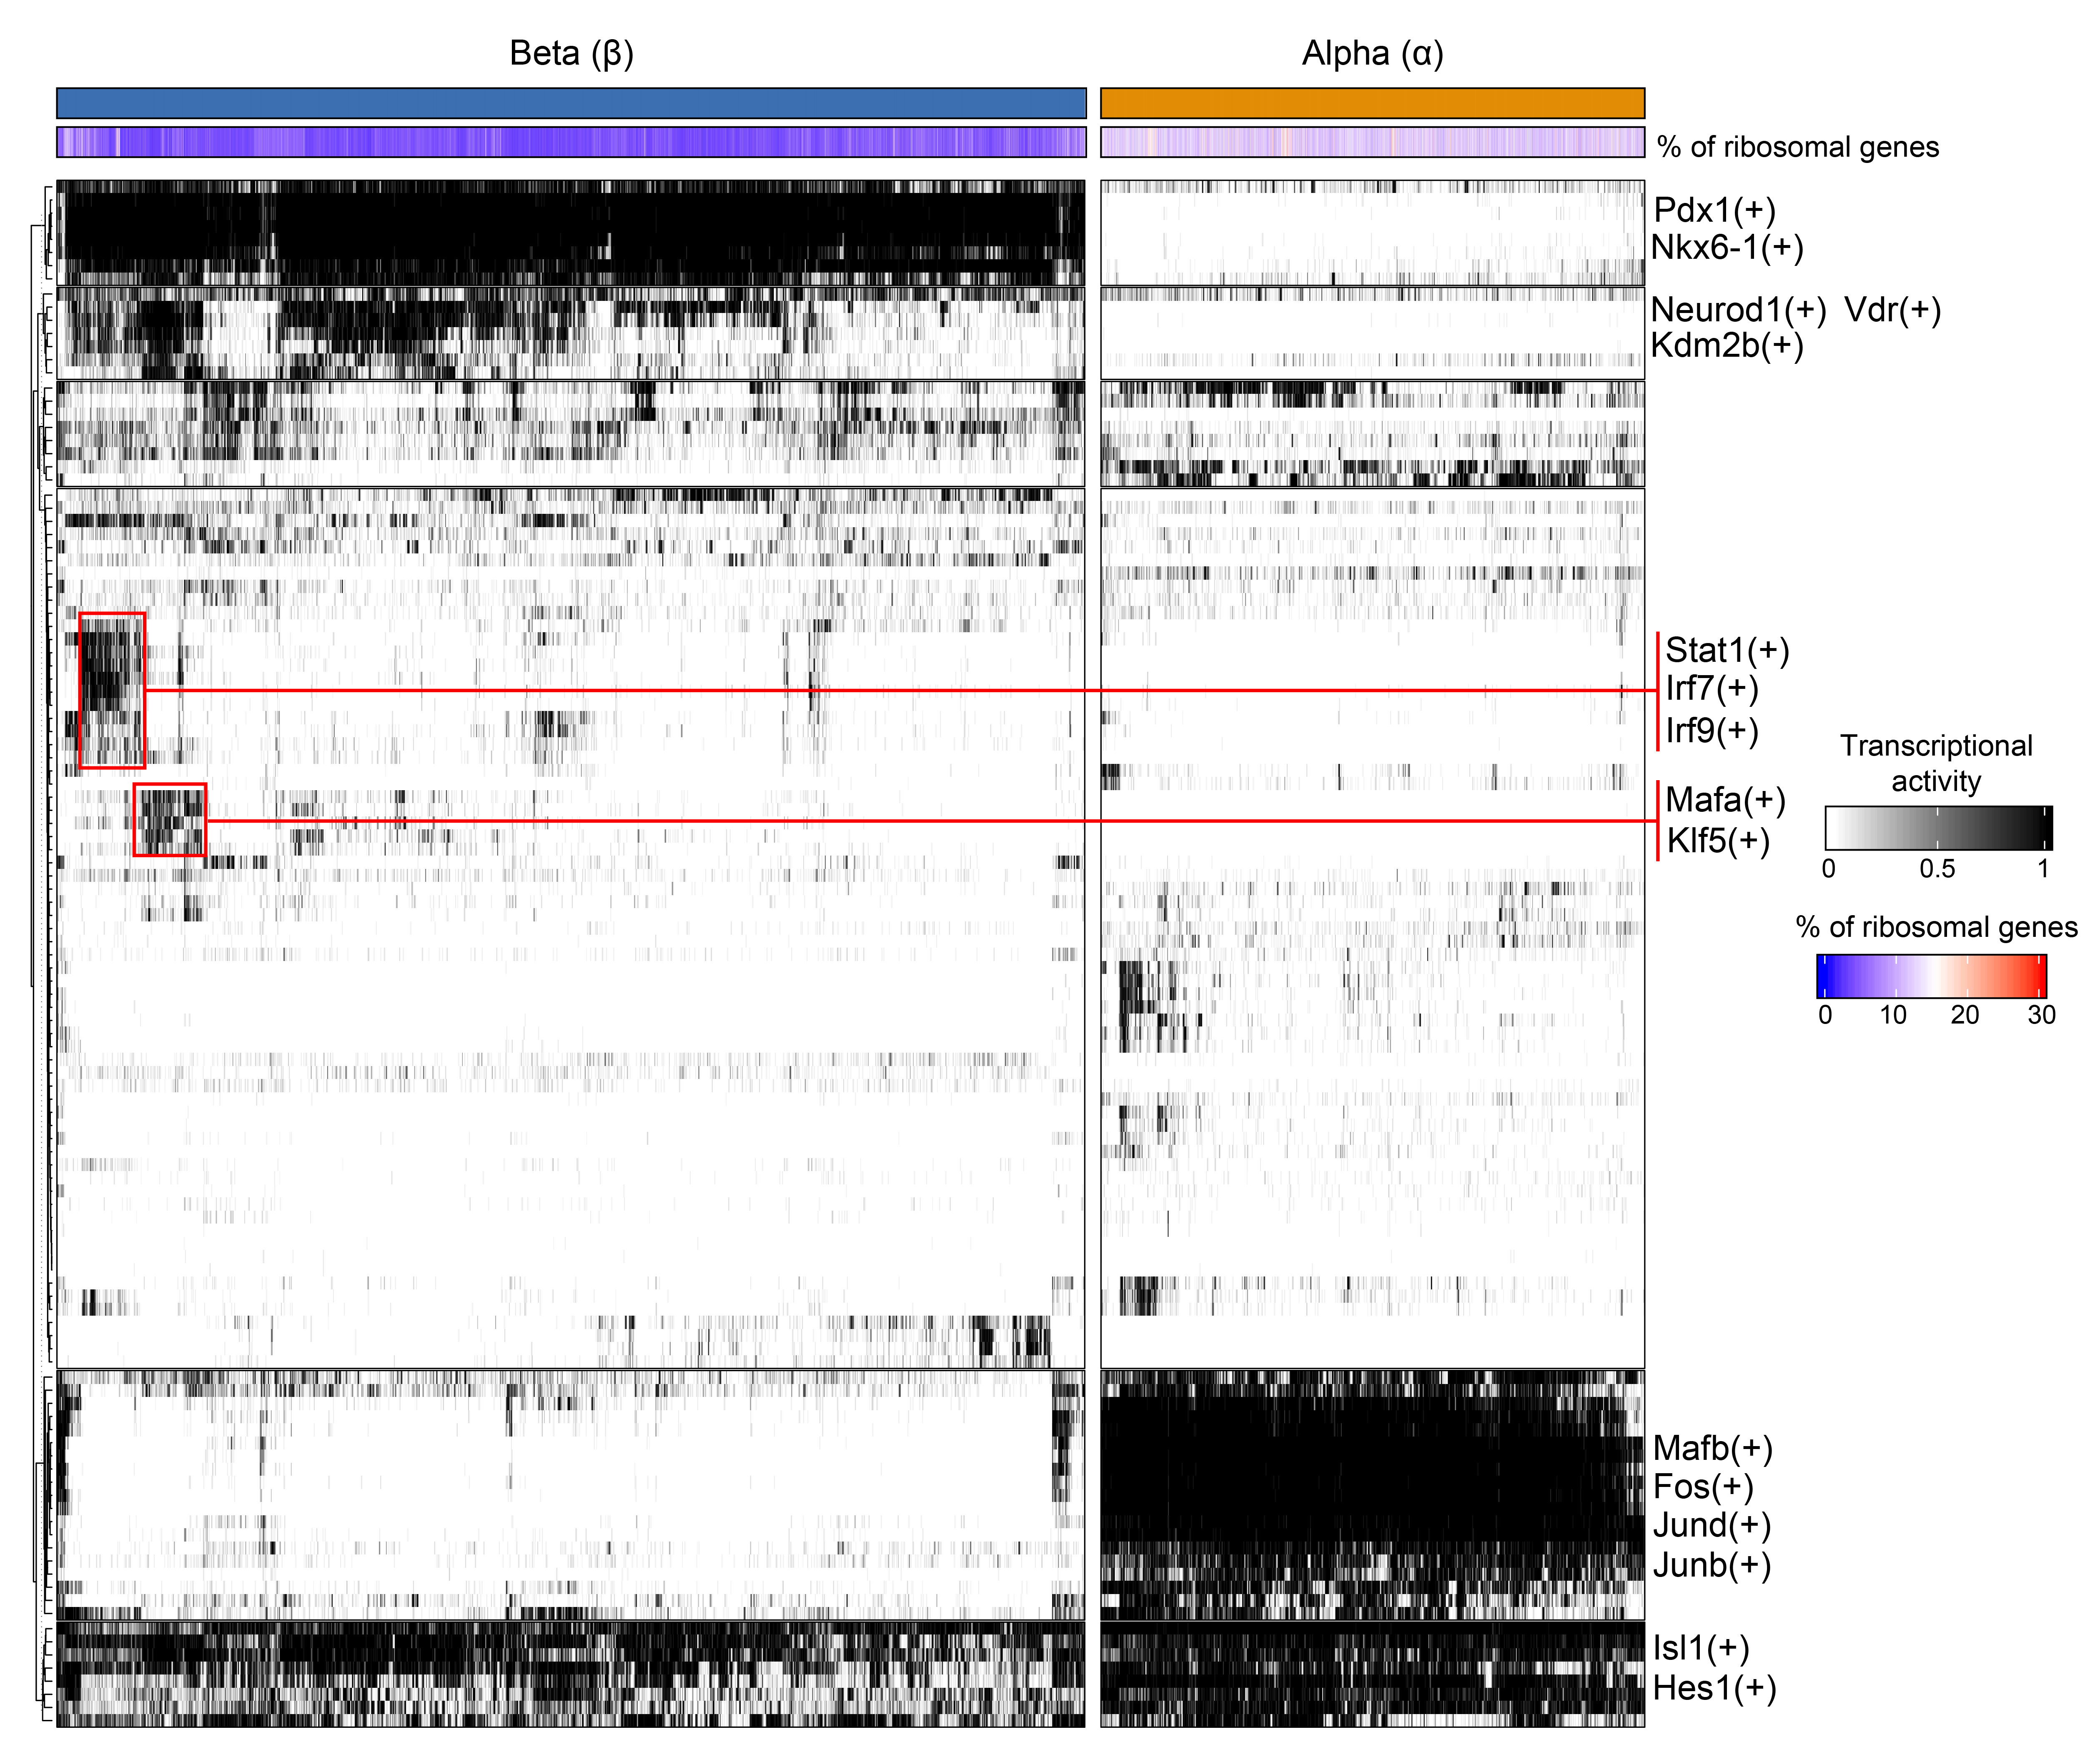 Beta (β)
Alpha (α)
% of ribosomal genes
Pdx1(+)
Nkx6-1(+)
Neurod1(+) Vdr(+)
Kdm2b(+)
Stat1(+)
Irf7(+)
Irf9(+)
Mafa(+)
Klf5(+)
Transcriptional
activity
0 0.5 1
% of ribosomal genes
0 10 20 30
Mafb(+)
Fos(+)
Jund(+)
Junb(+)
Isl1(+)
Hes1(+)